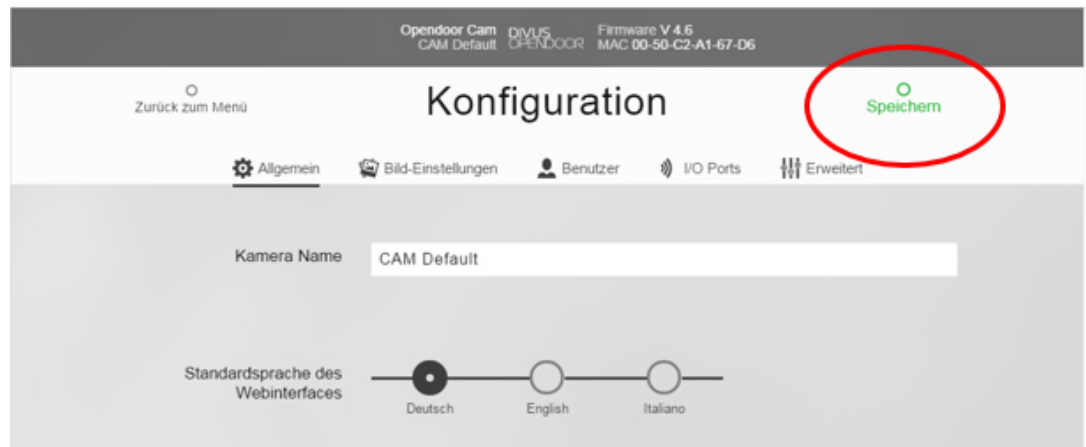 Opendoor Cam DIVUS Firmware V 4.6
CAM Default OPENDOOR MAC 00-50-C2-A1-67-D6
Zurück zum Menü
Konfiguration
Speichern
Allgemein Bild-Einstellungen Benutzer I/O Ports Erweitert
Kamera Name CAM Default
Standardsprache des
Webinterfaces
Deutsch English Italiano